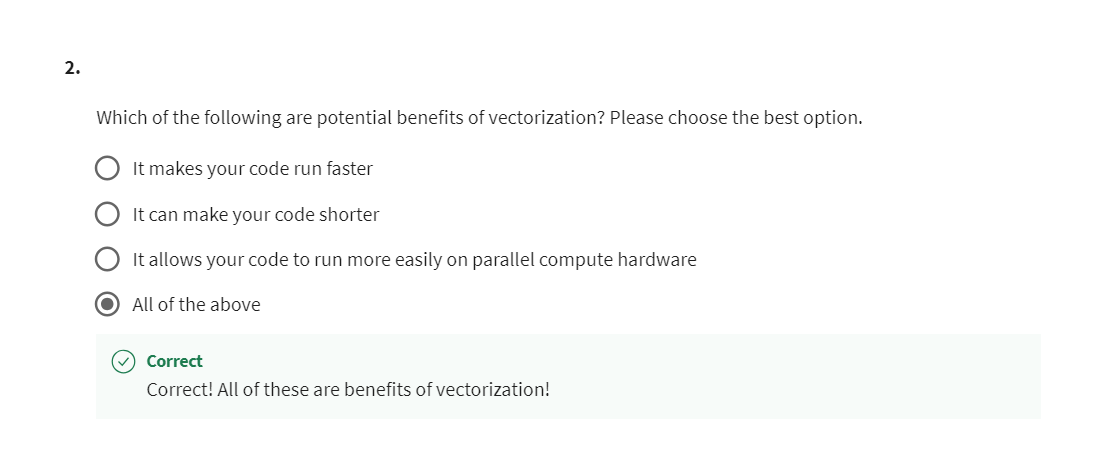 2.
Which of the following are potential benefits of vectorization? Please choose the best option.
It makes your code run faster
It can make your code shorter
It allows your code to run more easily on parallel compute hardware
All of the above
Correct
Correct! All of these are benefits of vectorization!